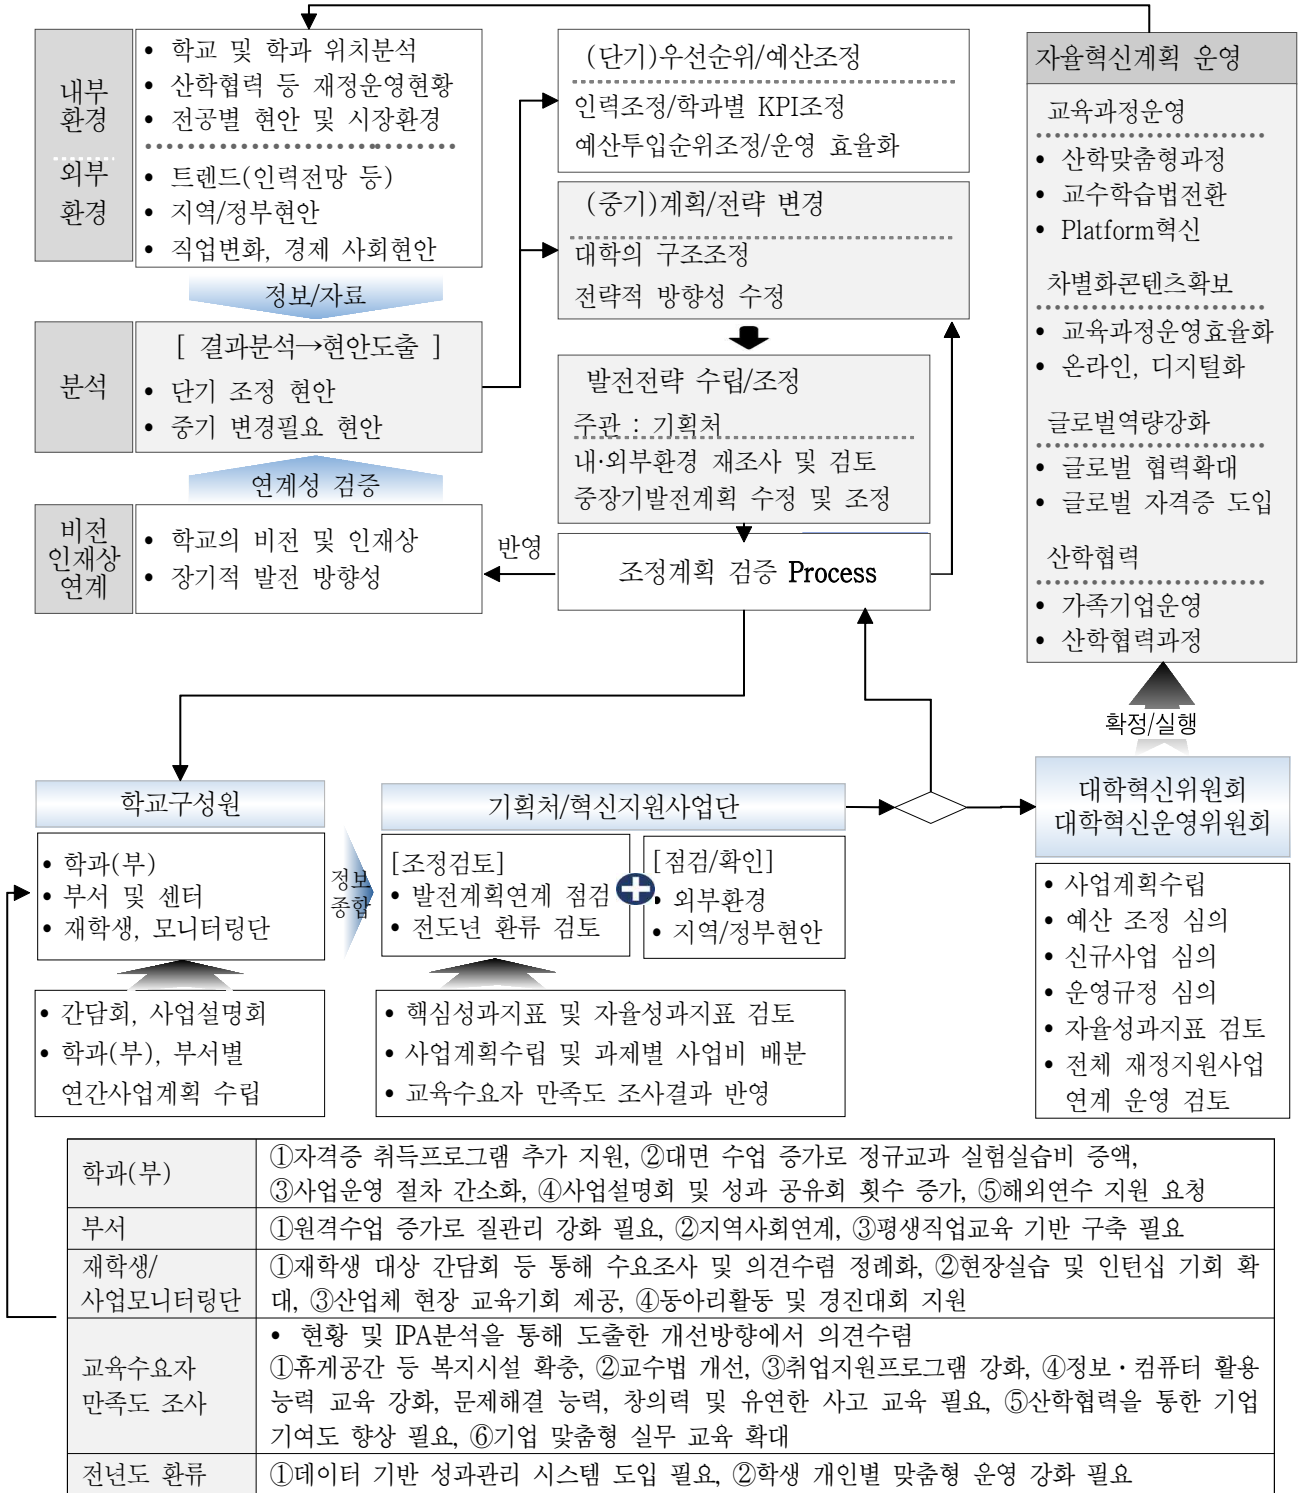 내부
환경
외부
환경
• 학교 및 학과 위치분석
• 산학협력 등 재정운영현황
• 전공별 현안 및 시장환경
• 트렌드(인력전망 등)
• 지역/정부현안
• 직업변화, 경제 사회현안
정보/자료
분석
[ 결과분석→현안도출 ]
• 단기 조정 현안
• 중기 변경필요 현안
연계성 검증
비전
인재상
연계
• 학교의 비전 및 인재상
• 장기적 발전 방향성
(단기)우선순위/예산조정
인력조정/학과별 KPI조정
예산투입순위조정/운영 효율화
(중기)계획/전략 변경
대학의 구조조정
전략적 방향성 수정
발전전략 수립/조정
주관 : 기획처
내·외부환경 재조사 및 검토
중장기발전계획 수정 및 조정
반영
조정계획 검증 Process
자율혁신계획 운영
교육과정운영
• 산학맞춤형과정
• 교수학습법전환
• Platform혁신
차별화콘텐츠확보
• 교육과정운영효율화
• 온라인, 디지털화
글로벌역량강화
• 글로벌 협력확대
• 글로벌 자격증 도입
산학협력
• 가족기업운영
• 산학협력과정
확정/실행
학교구성원
• 학과(부)
• 부서 및 센터
• 재학생, 모니터링단
• 간담회, 사업설명회
• 학과(부), 부서별
연간사업계획 수립
정보
종합
기획처/혁신지원사업단
[조정검토]
• 발전계획연계 점검
• 전도년 환류 검토
[점검/확인]
• 외부환경
• 지역/정부현안
• 핵심성과지표 및 자율성과지표 검토
• 사업계획수립 및 과제별 사업비 배분
• 교육수요자 만족도 조사결과 반영
대학혁신위원회
대학혁신운영위원회
• 사업계획수립
• 예산 조정 심의
• 신규사업 심의
• 운영규정 심의
• 자율성과지표 검토
• 전체 재정지원사업
연계 운영 검토
학과(부)
①자격증 취득프로그램 추가 지원, ②대면 수업 증가로 정규교과 실험실습비 증액,
③사업운영 절차 간소화, ④사업설명회 및 성과 공유회 횟수 증가, ⑤해외연수 지원 요청
부서
①원격수업 증가로 질관리 강화 필요, ②지역사회연계, ③평생직업교육 기반 구축 필요
재학생/
사업모니터링단
①재학생 대상 간담회 등 통해 수요조사 및 의견수렴 정례화, ②현장실습 및 인턴십 기회 확
대, ③산업체 현장 교육기회 제공, ④동아리활동 및 경진대회 지원
교육수요자
만족도 조사
• 현황 및 IPA분석을 통해 도출한 개선방향에서 의견수렴
①휴게공간 등 복지시설 확충, ②교수법 개선, ③취업지원프로그램 강화, ④정보·컴퓨터 활용
능력 교육 강화, 문제해결 능력, 창의력 및 유연한 사고 교육 필요, ⑤산학협력을 통한 기업
기여도 향상 필요, ⑥기업 맞춤형 실무 교육 확대
전년도 환류
①데이터 기반 성과관리 시스템 도입 필요, ②학생 개인별 맞춤형 운영 강화 필요